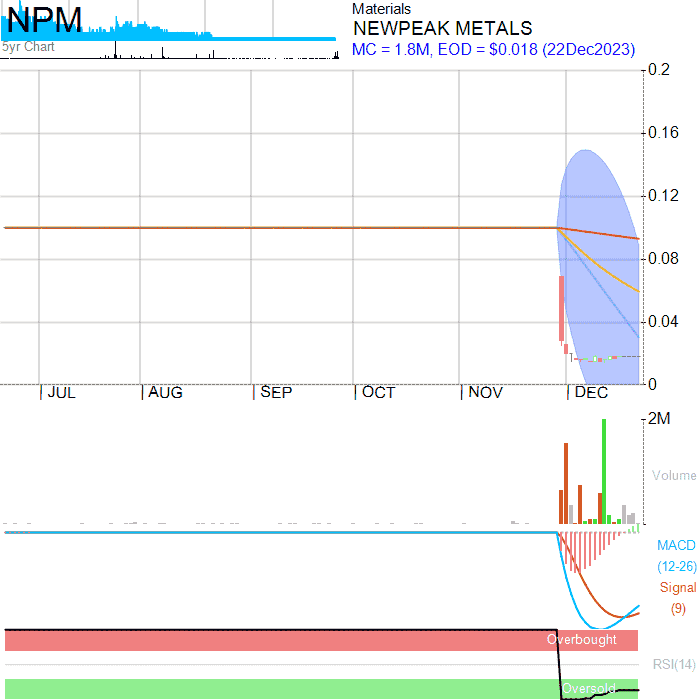 NPM
5yr Chart
Materials
NEWPEAK METALS
MC = 1.8M, EOD = $0.018 (22Dec2023)
0.2
0.16
0.12
0.08
0.04
0
JUL
AUG
SEP
OCT
NOV
DEC
2M
Volume
MACD
(12-26)
Signal
(9)
Overbought
RSI(14)
Oversold